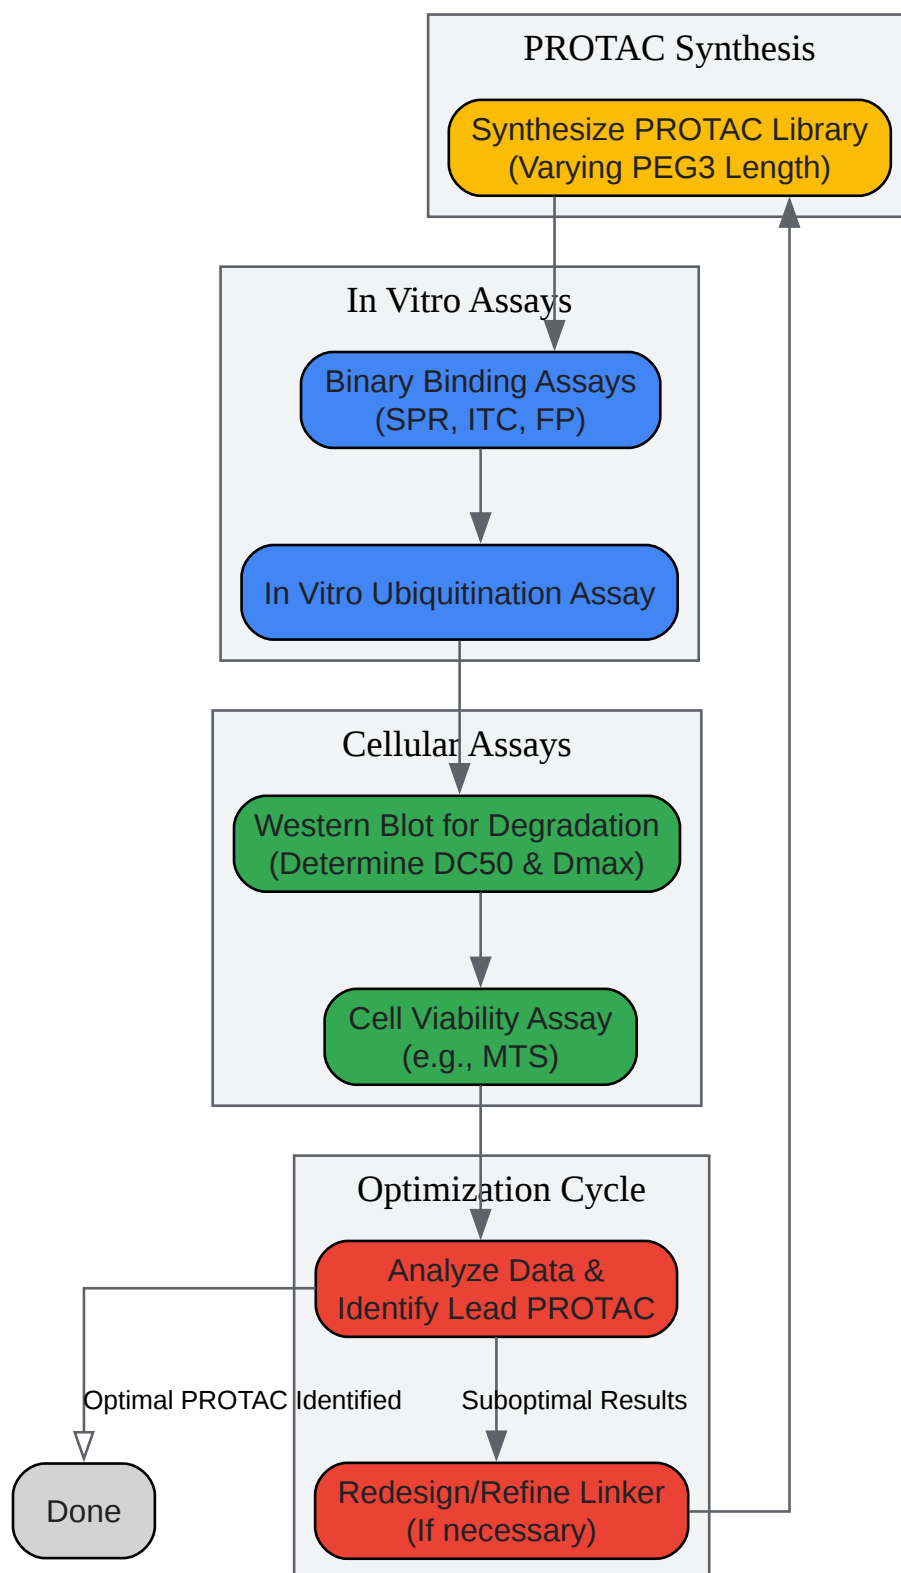 PROTAC Synthesis
Synthesize PROTAC Library
(Varying PEG3 Length)
In Vitro Assays
Binary Binding Assays
(SPR, ITC, FP)
In Vitro Ubiquitination Assay
Cellular Assays
Western Blot for Degradation
(Determine DC50 & Dmax)
Cell Viability Assay
(e.g., MTS)
Optimization Cycle
Analyze Data &
Identify Lead PROTAC
Optimal PROTAC Identified
Suboptimal Results
Done
Redesign/Refine Linker
(If necessary)